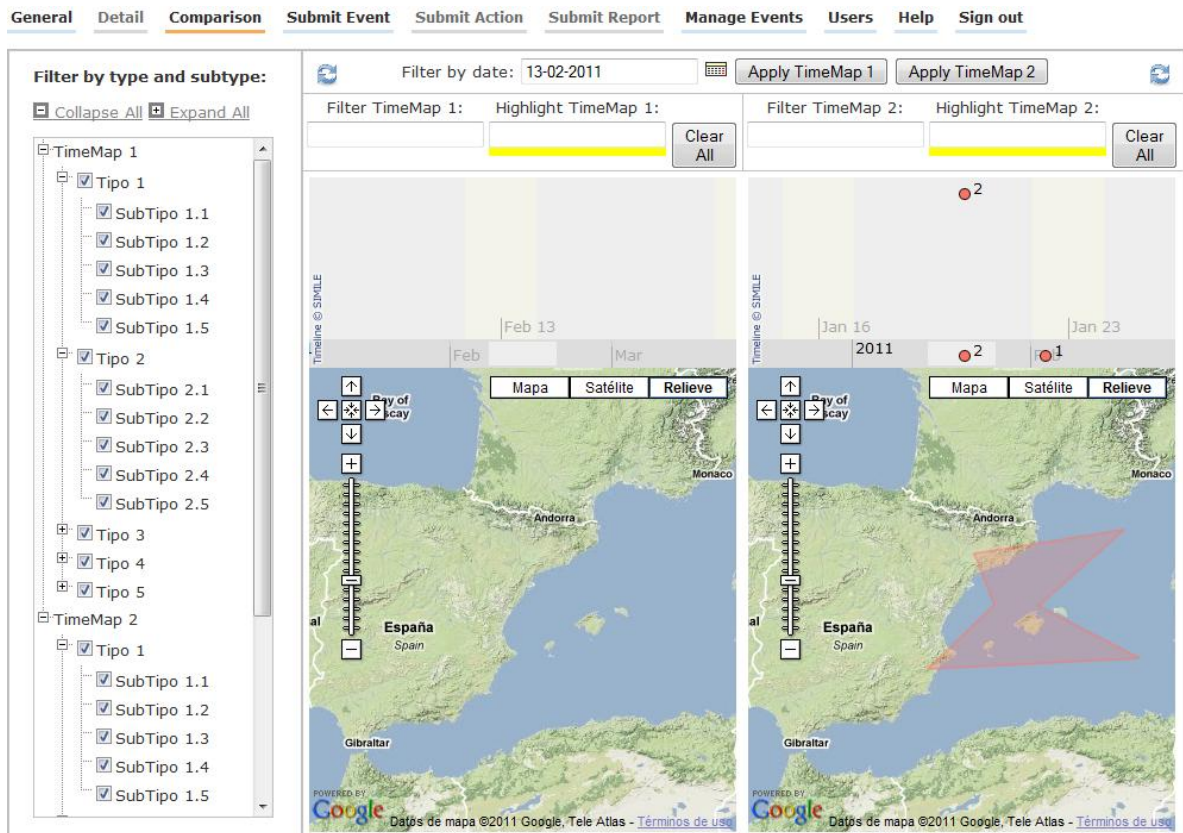 General Detail Comparison Submit Event Submit Action Submit Report Manage Events Users Help Sign out
Filter by type and subtype:
Collapse All Expand All
TimeMap 1
Tipo 1
SubTipo 1.1
SubTipo 1.2
SubTipo 1.3
SubTipo 1.4
SubTipo 1.5
Tipo 2
SubTipo 2.1
SubTipo 2.2
SubTipo 2.3
SubTipo 2.4
SubTipo 2.5
Tipo 3
Tipo 4
Tipo 5
TimeMap 2
Tipo 1
SubTipo 1.1
SubTipo 1.2
SubTipo 1.3
SubTipo 1.4
SubTipo 1.5
Filter by date: 13-02-2011 Apply TimeMap 1 Apply TimeMap 2
Filter TimeMap 1: Highlight TimeMap 1:
Clear
All
Filter TimeMap 2: Highlight TimeMap 2:
Clear
All
Timeline © SIMILE
Feb 13
Feb Mar
Mapa Satélite Relieve
Bay of
Monaco
Andorra
España
Spain
Gibraltar
POWERED BY
Google
Datos de mapa ©2011 Google, Tele Atlas - Términos de uso
2
Timeline © SIMILE
Jan 16 Jan 23
2011 2 1
Mapa Satélite Relieve
Bay of
Monaco
Andorra
España
Spain
Gibraltar
POWERED BY
Google
Datos de mapa ©2011 Google, Tele Atlas - Términos de uso